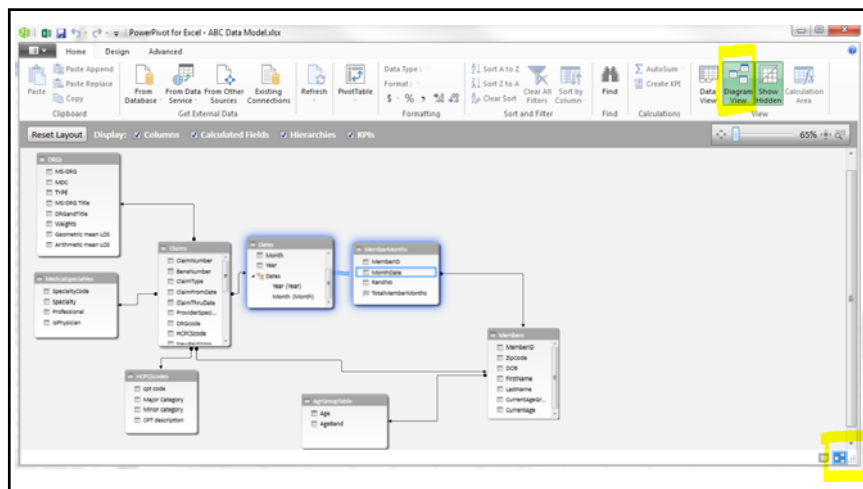 PowerPivot for Excel - ABC Data Model.xlsx
Home Design Advanced
Paste
Paste Append
Paste Replace
Copy
Clipboard
From Database
From Data Service
From Other Sources
Existing Connections
Get External Data
Refresh
PivotTable
Data Type :
Format :
$ % ,
Formatting
Sort A to Z
Sort Z to A
Clear Sort
Clear All Filters
Sort by Column
Sort and Filter
Find
Find
AutoSum
Create KPI
Calculations
Data View
Diagram View
Show Hidden
Calculation Area
View
Reset Layout Display: Columns Calculated Fields Hierarchies KPIs
65%
DRGs
MS-DRG
MDC
TYPE
MS-DRG Title
DRGandTitle
Weights
Geometric mean LOS
Arithmetic mean LOS
MedicalSpecialties
SpecialtyCode
Specialty
Professional
isPhysician
Claims
ClaimNumber
BeneNumber
ClaimType
ClaimFromDate
ClaimThruDate
ProviderSpeci...
DRGcode
HCPCScode
Dates
Month
Year
Dates
Year (Year)
Month (Month)
MemberMonths
MemberID
MonthDate
RandNo
TotalMemberMonths
Members
MemberID
ZipCode
DOB
FirstName
LastName
CurrentAgeGr...
CurrentAge
HCPCScodes
cpt code
Major Category
Minor category
CPT description
AgeGroupTable
Age
AgeBand